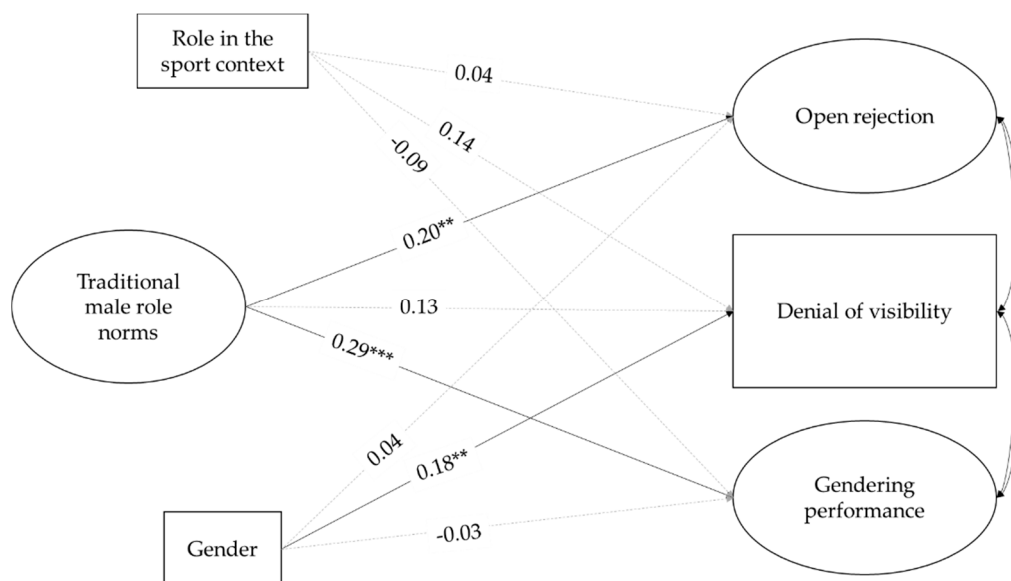 Role in the
sport context
0.04
Open rejection
0.14
-0.09
0.20**
Traditional
male role
norms
0.13
Denial of visibility
0.29***
0.04
0.18**
Gendering
performance
-0.03
Gender